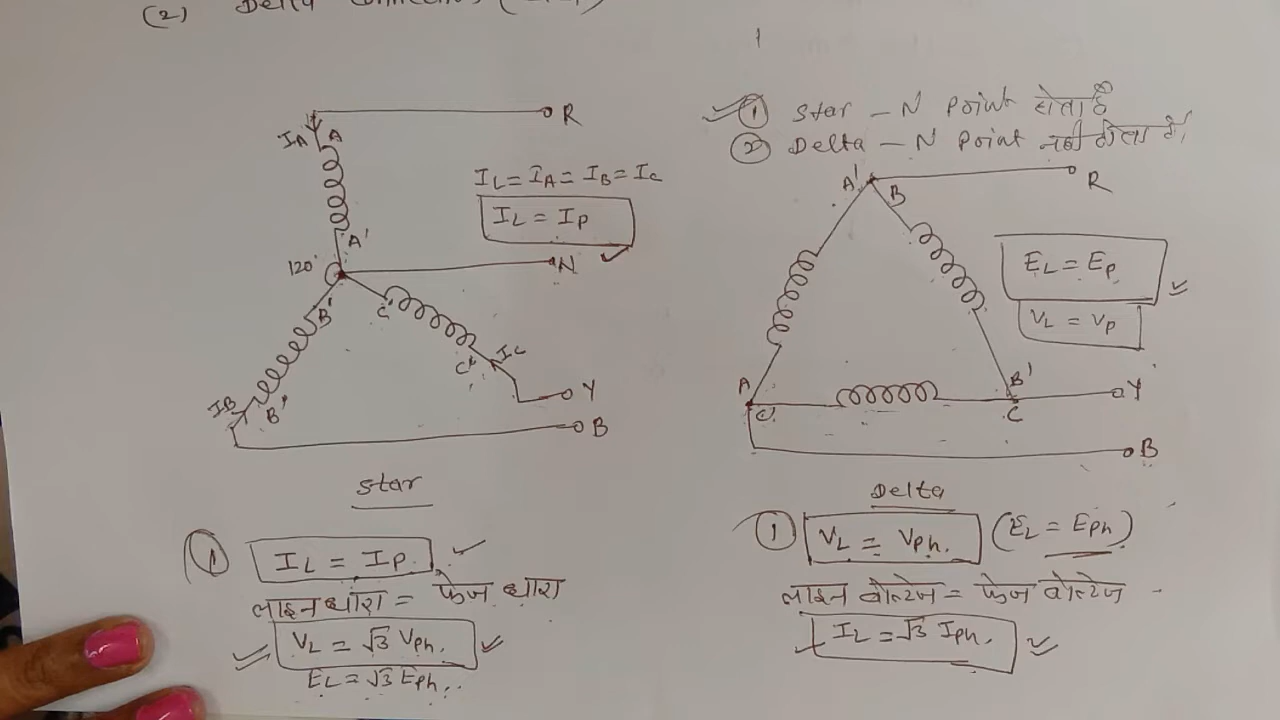 (2) Delta
① Star – N Point होता है
② Delta – N Point नही होता है।
R
IA A
IL = IA = IB = IC
IL = IP
A'
120°
N
B' C'
IC
Y
IB B
B
Star
① IL = IP.
लाइन धारा = फेज धारा
VL = √3 VPh.
EL = √3 EPh.
A' B
R
EL = EP
VL = VP
A B'
Y
C' C
B
Delta
① VL = VPh. (EL = EPh)
लाइन वोल्टेज = फेज वोल्टेज
IL = √3 IPh.